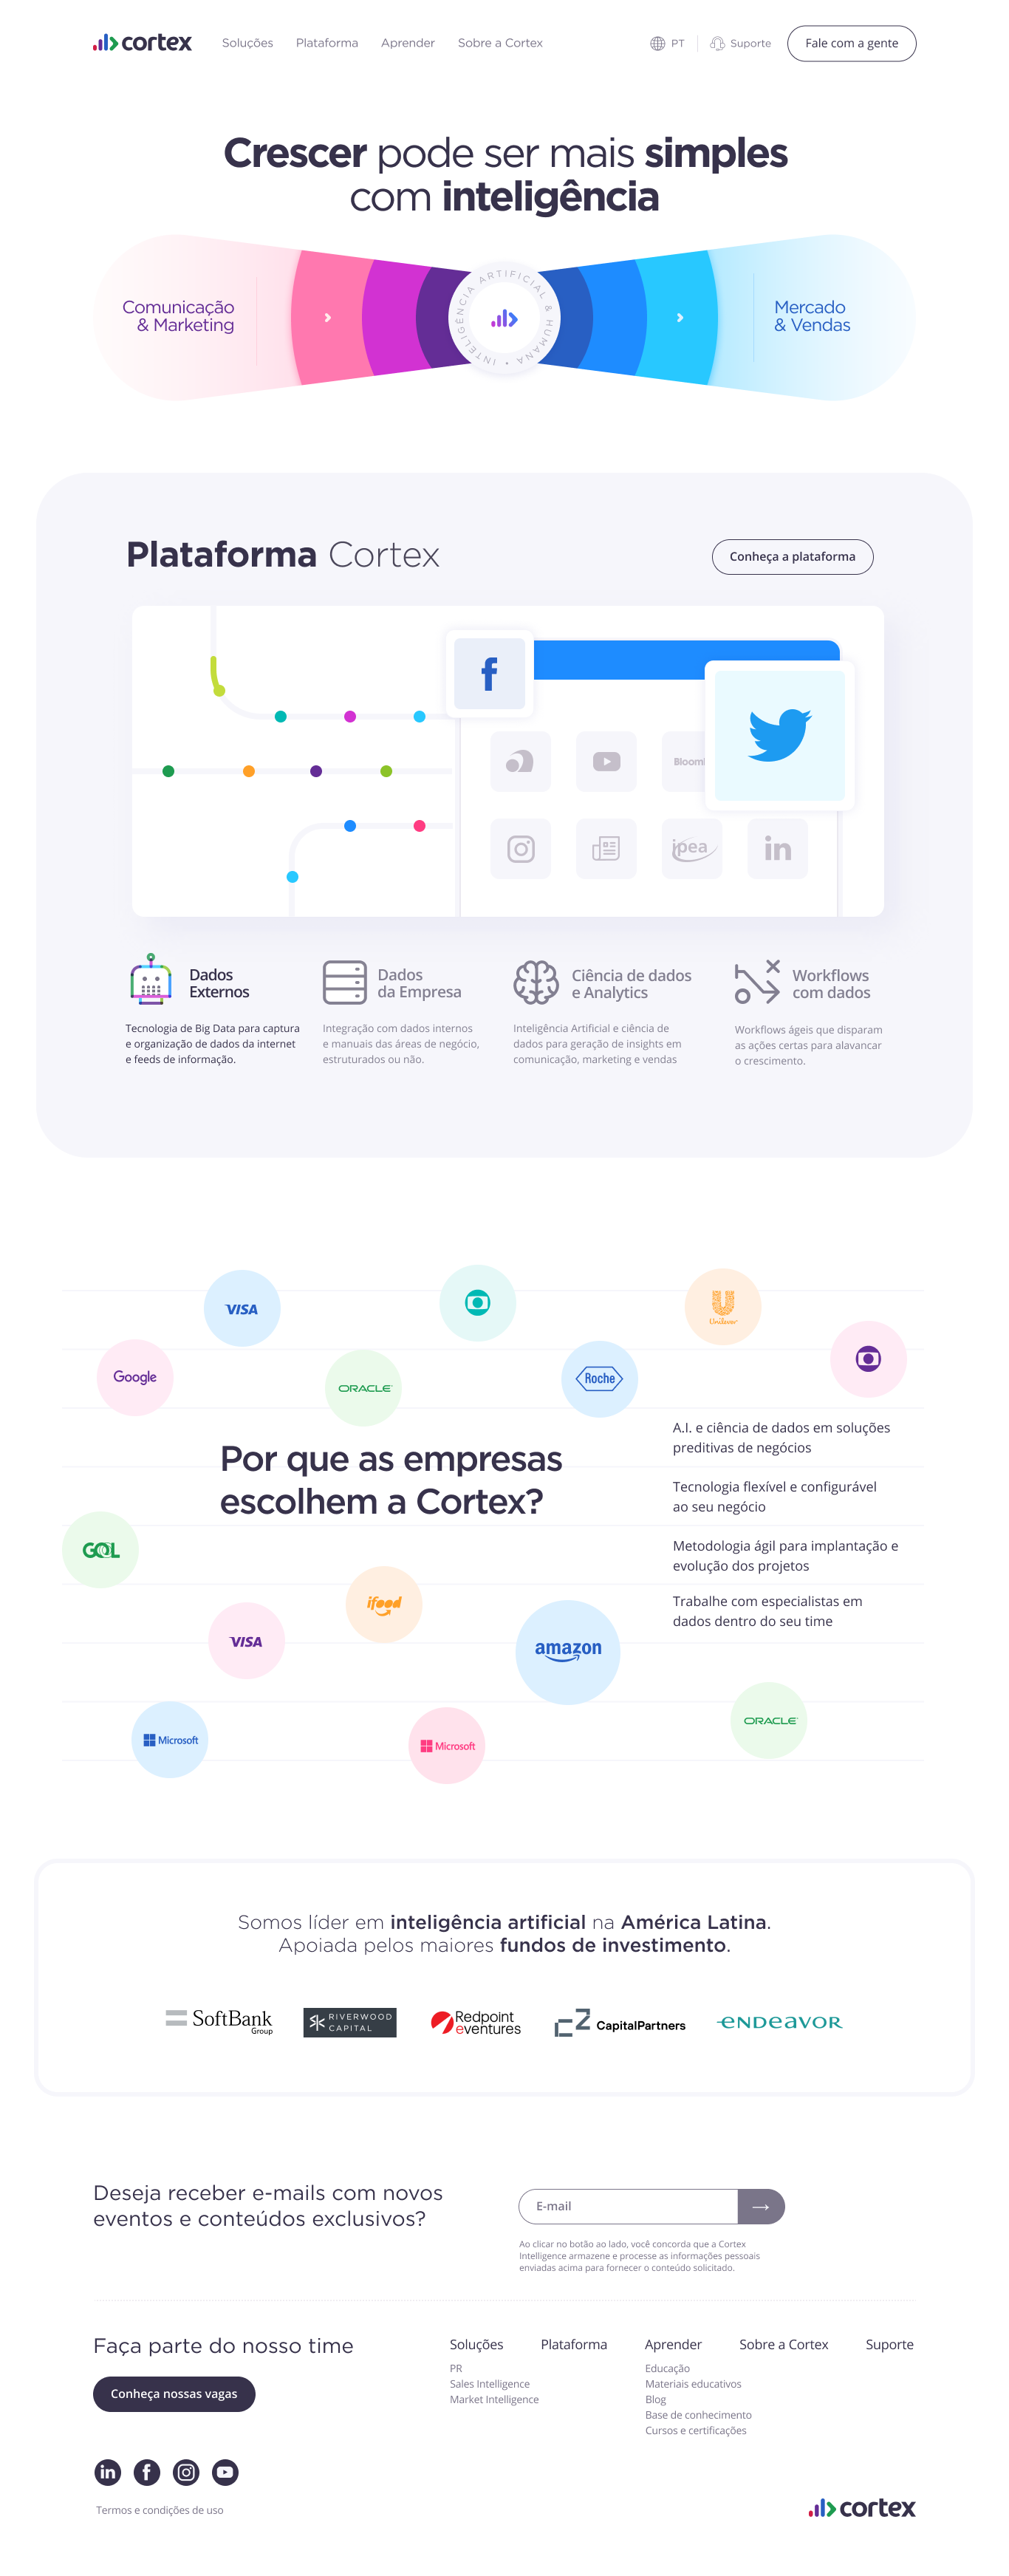 cortex
Soluções
Plataforma
Aprender
Sobre a Cortex
PT
Suporte
Fale com a gente
Crescer pode ser mais simples
com inteligência
Comunicação
& Marketing
INTELIGÊNCIA ARTIFICIAL & HUMANA •
Mercado
& Vendas
Plataforma Cortex
Conheça a plataforma
f
Bloom
ipea
in
Dados
Externos
Tecnologia de Big Data para captura
e organização de dados da internet
e feeds de informação.
Dados
da Empresa
Integração com dados internos
e manuais das áreas de negócio,
estruturados ou não.
Ciência de dados
e Analytics
Inteligência Artificial e ciência de
dados para geração de insights em
comunicação, marketing e vendas
Workflows
com dados
Workflows ágeis que disparam
as ações certas para alavancar
o crescimento.
VISA
U
Unilever
Google
ORACLE
Roche
Por que as empresas
escolhem a Cortex?
A.I. e ciência de dados em soluções
preditivas de negócios
Tecnologia flexível e configurável
ao seu negócio
Metodologia ágil para implantação e
evolução dos projetos
Trabalhe com especialistas em
dados dentro do seu time
GOL
ifood
VISA
amazon
Microsoft
Microsoft
ORACLE
Somos líder em inteligência artificial na América Latina.
Apoiada pelos maiores fundos de investimento.
SoftBank
Group
RIVERWOOD
CAPITAL
Redpoint
eventures
CapitalPartners
ENDEAVOR
Deseja receber e-mails com novos
eventos e conteúdos exclusivos?
E-mail
Ao clicar no botão ao lado, você concorda que a Cortex
Intelligence armazene e processe as informações pessoais
enviadas acima para fornecer o conteúdo solicitado.
Faça parte do nosso time
Conheça nossas vagas
Soluções
PR
Sales Intelligence
Market Intelligence
Plataforma
Aprender
Educação
Materiais educativos
Blog
Base de conhecimento
Cursos e certificações
Sobre a Cortex
Suporte
in
f
Termos e condições de uso
cortex